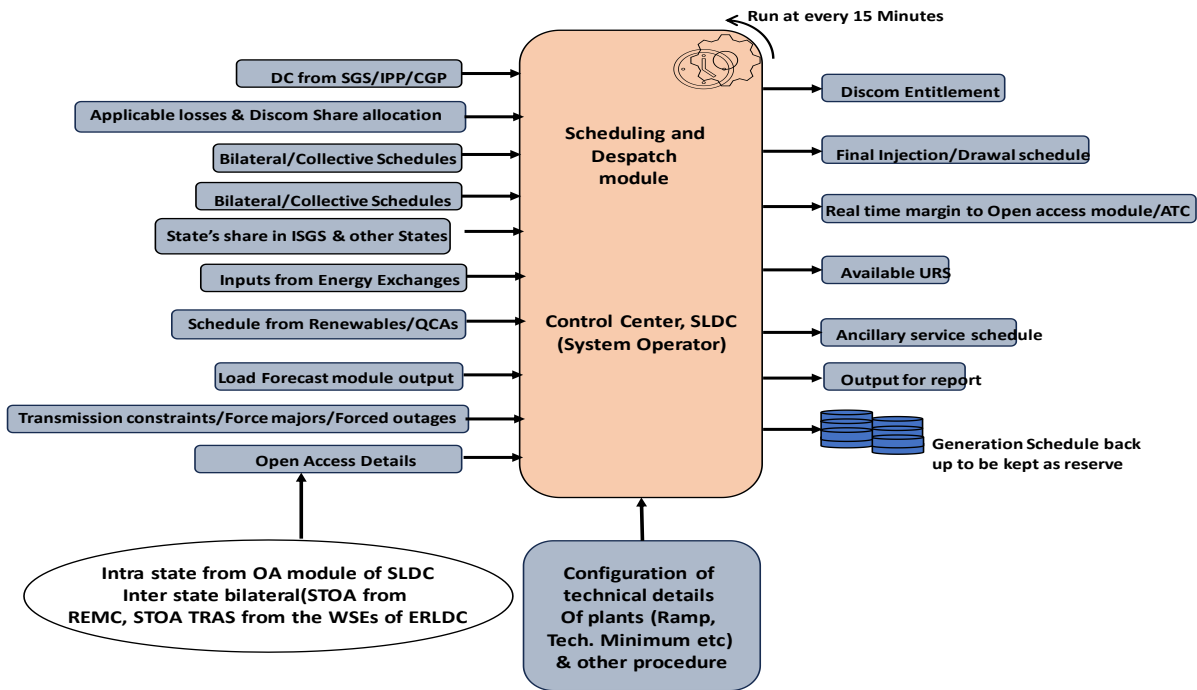 Run at every 15 Minutes
DC from SGS/IPP/CGP
Applicable losses & Discom Share allocation
Bilateral/Collective Schedules
Bilateral/Collective Schedules
State's share in ISGS & other States
Inputs from Energy Exchanges
Schedule from Renewables/QCAs
Load Forecast module output
Transmission constraints/Force majors/Forced outages
Open Access Details
Intra state from OA module of SLDC
Inter state bilateral(STOA from
REMC, STOA TRAS from the WSEs of ERLDC
Scheduling and
Despatch
module
Control Center, SLDC
(System Operator)
Configuration of
technical details
Of plants (Ramp,
Tech. Minimum etc)
& other procedure
Discom Entitlement
Final Injection/Drawal schedule
Real time margin to Open access module/ATC
Available URS
Ancillary service schedule
Output for report
Generation Schedule back
up to be kept as reserve